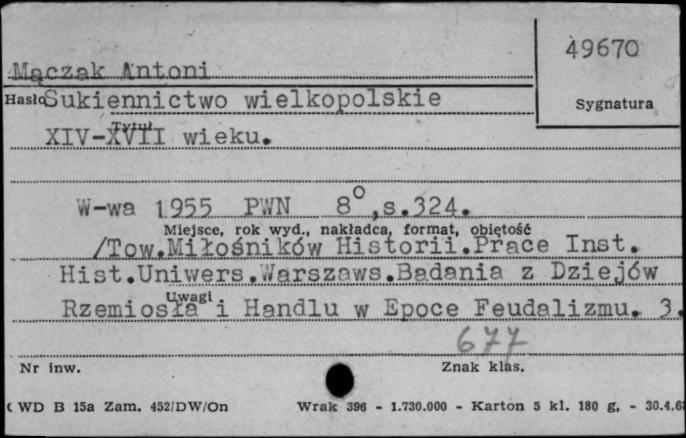 49670
Mączak Antoni
Hasło Sukiennictwo wielkopolskie
Sygnatura
Tytuł
XIV-XVII wieku.
W-wa 1955 PWN 8°,s.324.
Miejsce, rok wyd., nakładca, format, objętość
/Tow.Miłośników Historii.Prace Inst.
Hist.Uniwers.Warszaws.Badania z Dziejów
Uwagi
Rzemiosła i Handlu w Epoce Feudalizmu. 3.
677
Nr inw.
Znak klas.
WD B 15a Zam. 452/DW/On Wrak 396 - 1.730.000 - Karton 5 kl. 180 g, - 30.4.6